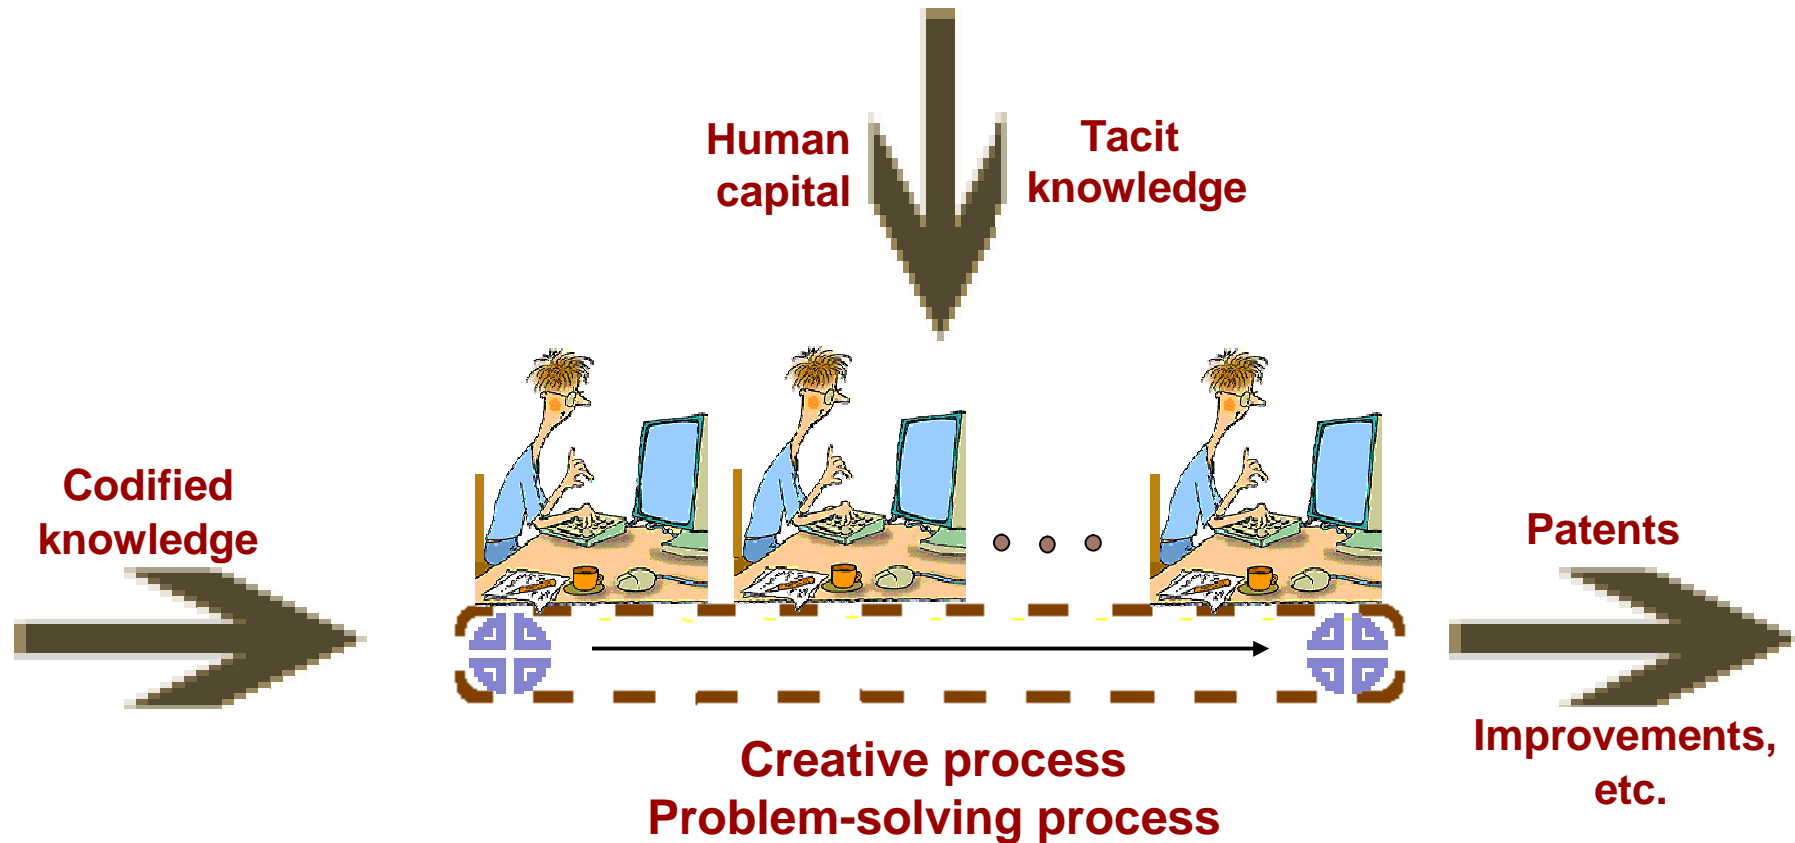 Human
capital
Tacit
knowledge
Codified
knowledge
Patents
Improvements,
etc.
Creative process
Problem-solving process